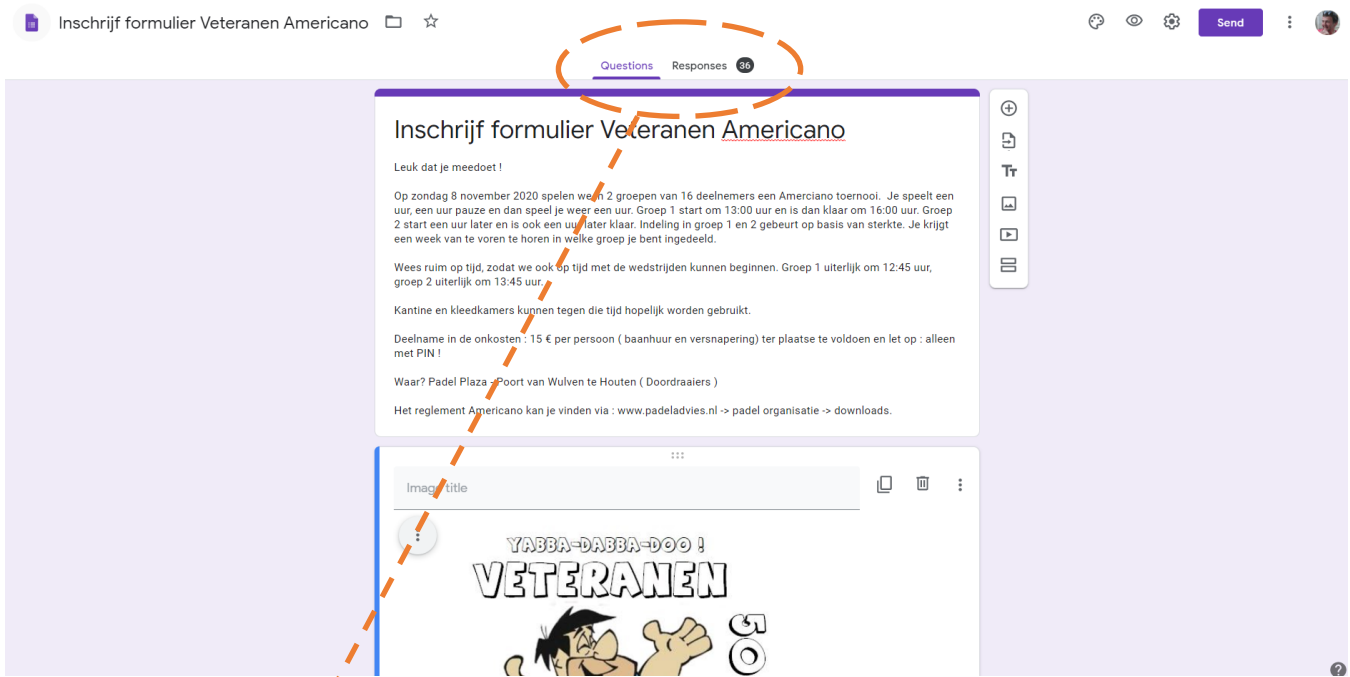 Inschrijf formulier Veteranen Americano
Send
Questions Responses 36
Inschrijf formulier Veteranen Americano
Leuk dat je meedoet !
Op zondag 8 november 2020 spelen we in 2 groepen van 16 deelnemers een Amerciano toernooi. Je speelt een
uur, een uur pauze en dan speel je weer een uur. Groep 1 start om 13:00 uur en is dan klaar om 16:00 uur. Groep
2 start een uur later en is ook een uur later klaar. Indeling in groep 1 en 2 gebeurt op basis van sterkte. Je krijgt
een week van te voren te horen in welke groep je bent ingedeeld.
Wees ruim op tijd, zodat we ook op tijd met de wedstrijden kunnen beginnen. Groep 1 uiterlijk om 12:45 uur,
groep 2 uiterlijk om 13:45 uur.
Kantine en kleedkamers kunnen tegen die tijd hopelijk worden gebruikt.
Deelname in de onkosten : 15 € per persoon ( baanhuur en versnapering) ter plaatse te voldoen en let op : alleen
met PIN !
Waar? Padel Plaza - Poort van Wulven te Houten ( Doordraaiers )
Het reglement Americano kan je vinden via : www.padeladvies.nl -> padel organisatie -> downloads.
Image title
YABBA-DABBA-DOO !
VETERANEN
50